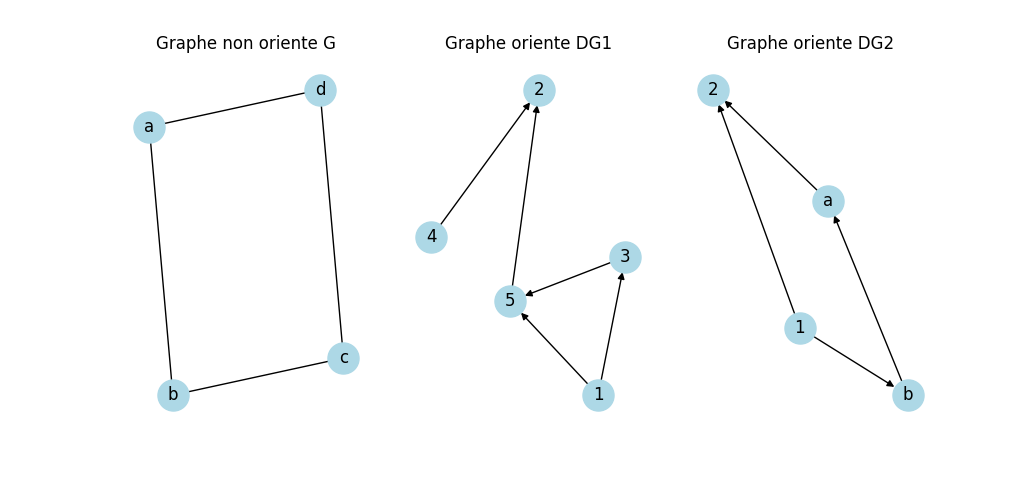 Graphe non oriente G
a
d
b
c
Graphe oriente DG1
2
4
3
5
1
Graphe oriente DG2
2
a
1
b